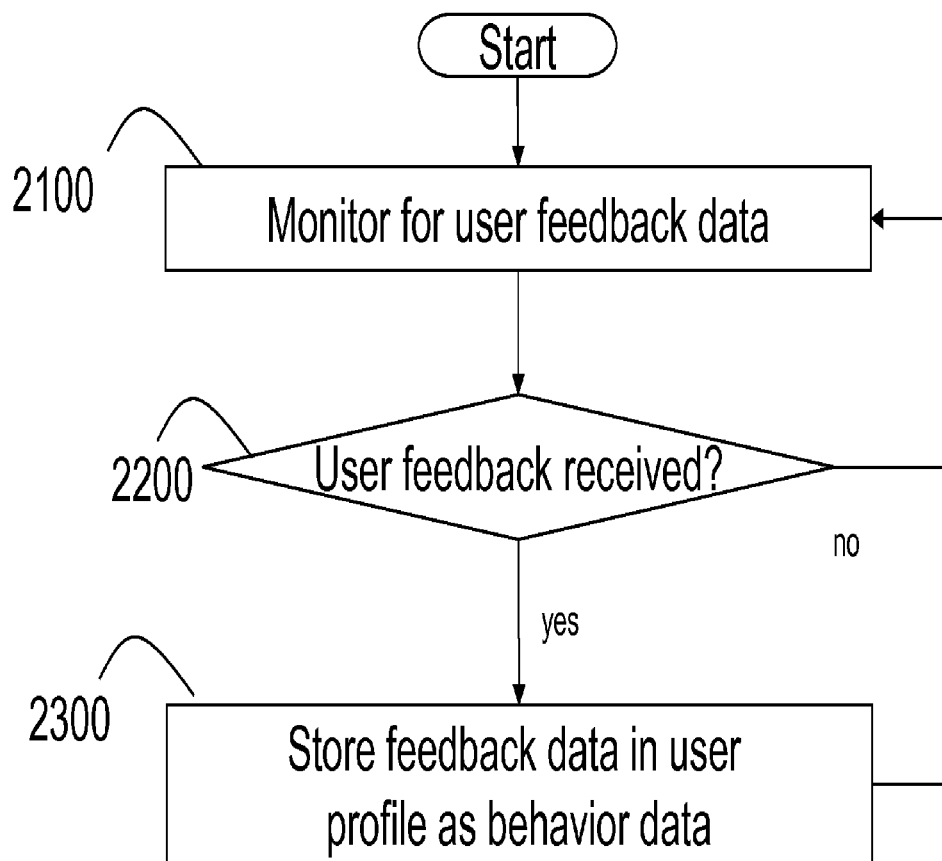 Start
2100
Monitor for user feedback data
2200
User feedback received?
no
yes
2300
Store feedback data in user
profile as behavior data